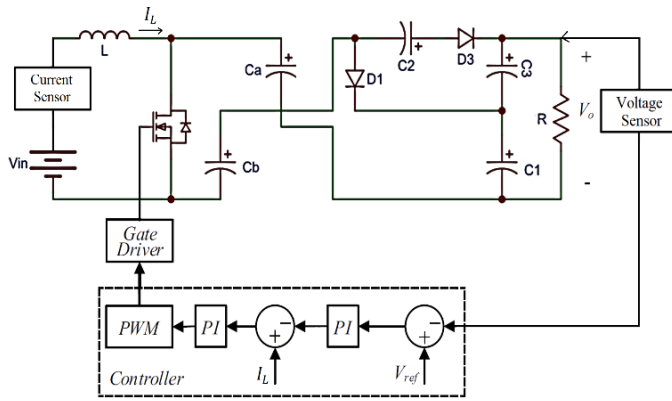 I_L
L
Current
Sensor
Vin
Ca
Cb
D1
C2
D3
C3
C1
R
+
V_o
-
Voltage
Sensor
Gate
Driver
PWM
PI
PI
I_L
V_ref
Controller